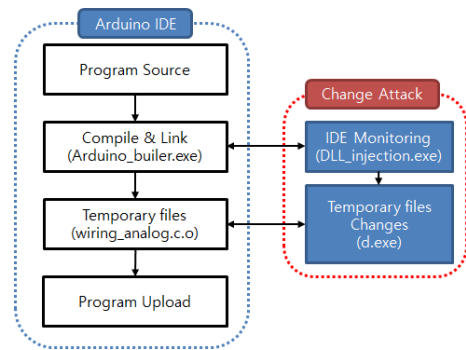 Arduino IDE
Program Source
Compile & Link
(Arduino_builer.exe)
Temporary files
(wiring_analog.c.o)
Program Upload
Change Attack
IDE Monitoring
(DLL_injection.exe)
Temporary files
Changes
(d.exe)